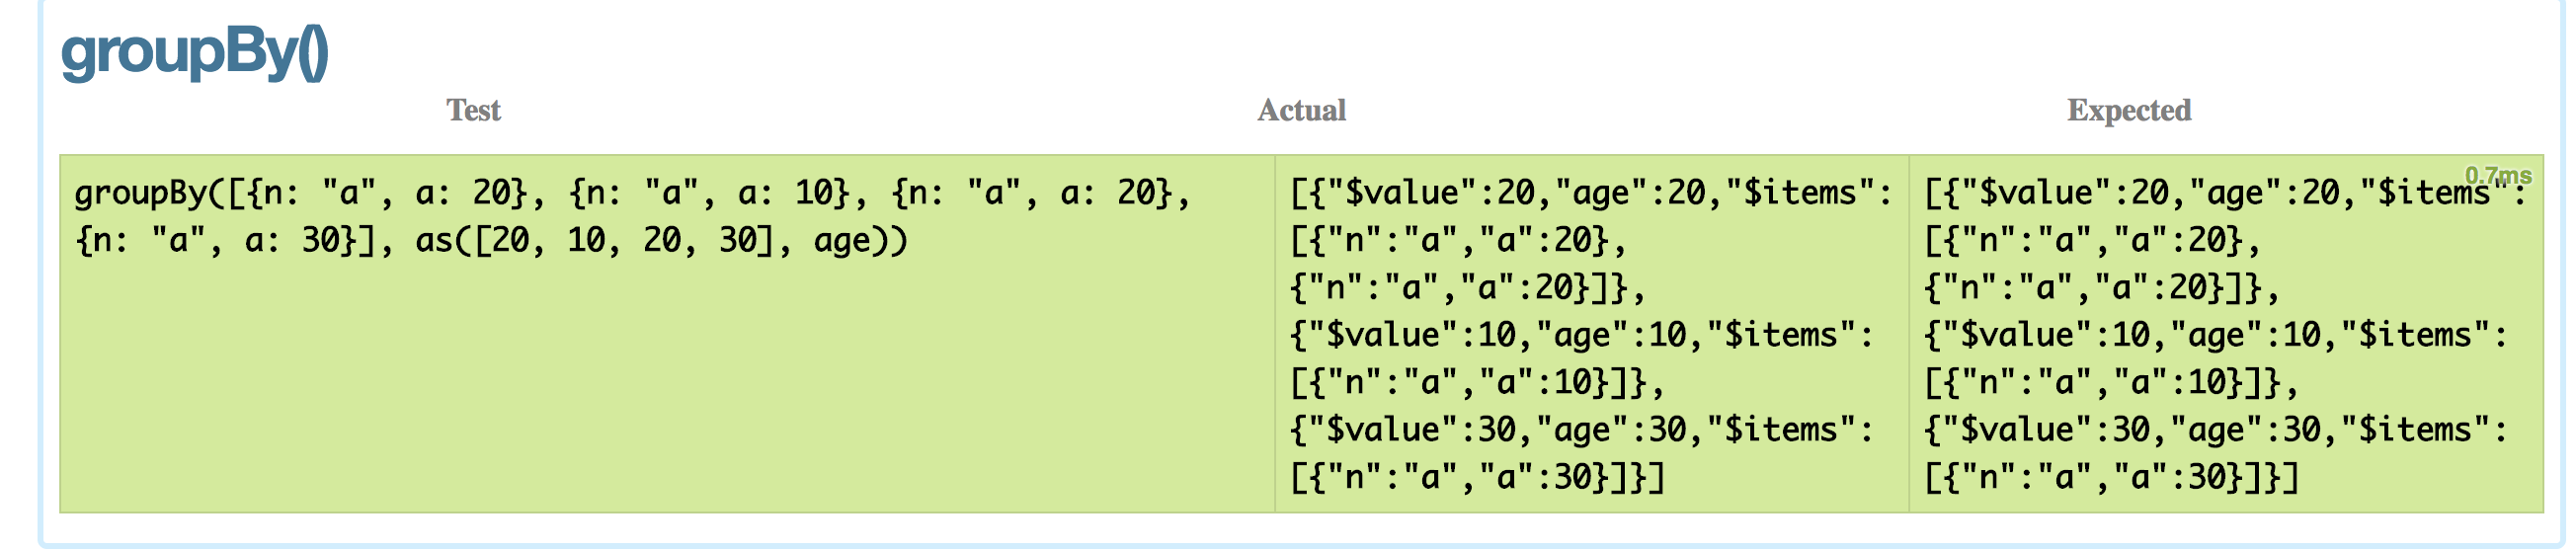 groupBy()
Test Actual Expected
groupBy([{n: "a", a: 20}, {n: "a", a: 10}, {n: "a", a: 20},
{n: "a", a: 30}], as([20, 10, 20, 30], age))
[{"$value":20,"age":20,"$items":
[{"n":"a","a":20},
{"n":"a","a":20}]},
{"$value":10,"age":10,"$items":
[{"n":"a","a":10}]},
{"$value":30,"age":30,"$items":
[{"n":"a","a":30}]}]
0.7ms
[{"$value":20,"age":20,"$items":
[{"n":"a","a":20},
{"n":"a","a":20}]},
{"$value":10,"age":10,"$items":
[{"n":"a","a":10}]},
{"$value":30,"age":30,"$items":
[{"n":"a","a":30}]}]